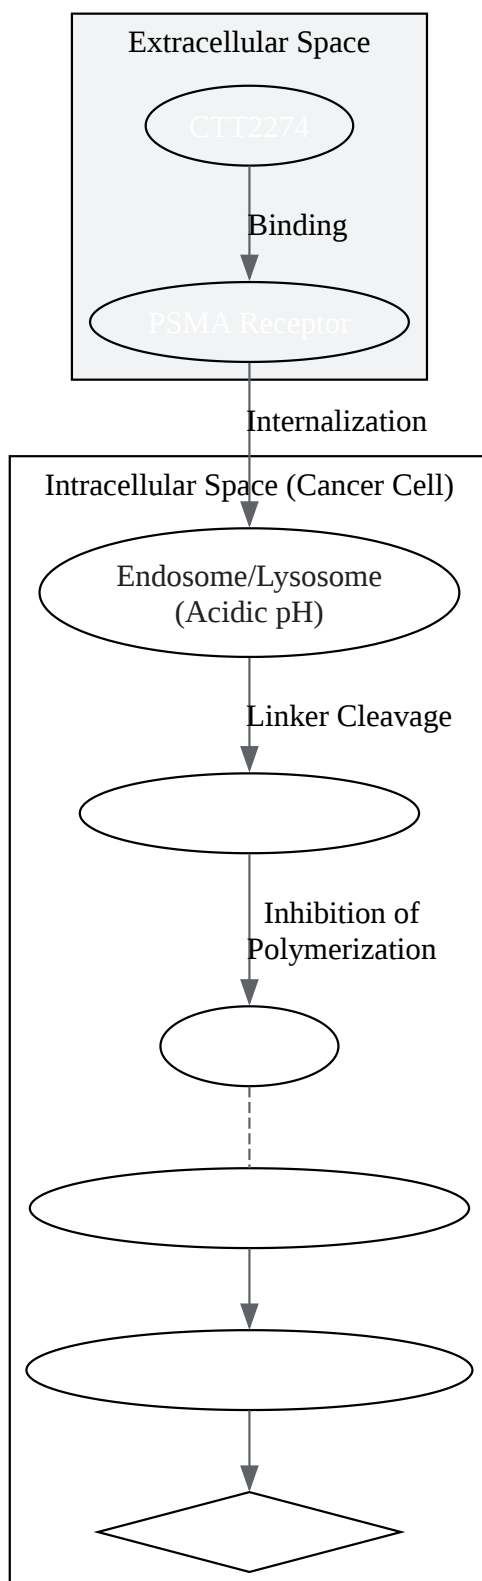 Extracellular Space
CTT2274
Binding
PSMA Receptor
Internalization
Intracellular Space (Cancer Cell)
Endosome/Lysosome
(Acidic pH)
Linker Cleavage
Inhibition of
Polymerization